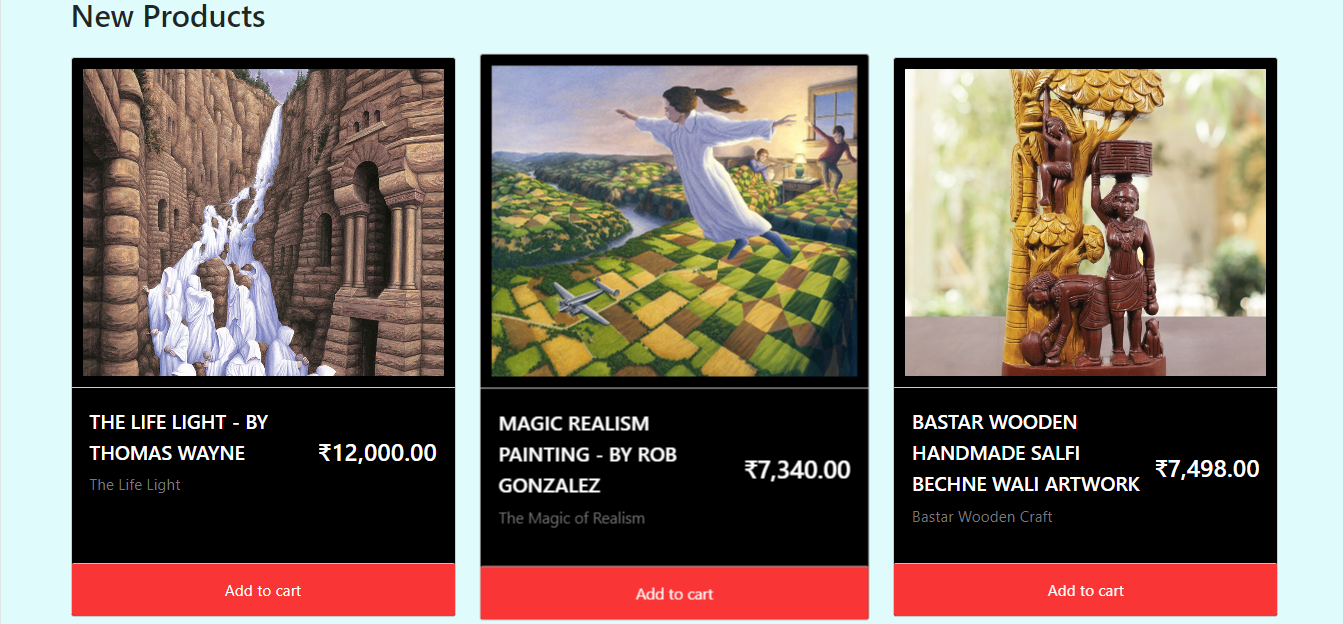 New Products
THE LIFE LIGHT - BY
THOMAS WAYNE
₹12,000.00
The Life Light
Add to cart
MAGIC REALISM
PAINTING - BY ROB
GONZALEZ
₹7,340.00
The Magic of Realism
Add to cart
BASTAR WOODEN
HANDMADE SALFI
BECHNE WALI ARTWORK
₹7,498.00
Bastar Wooden Craft
Add to cart